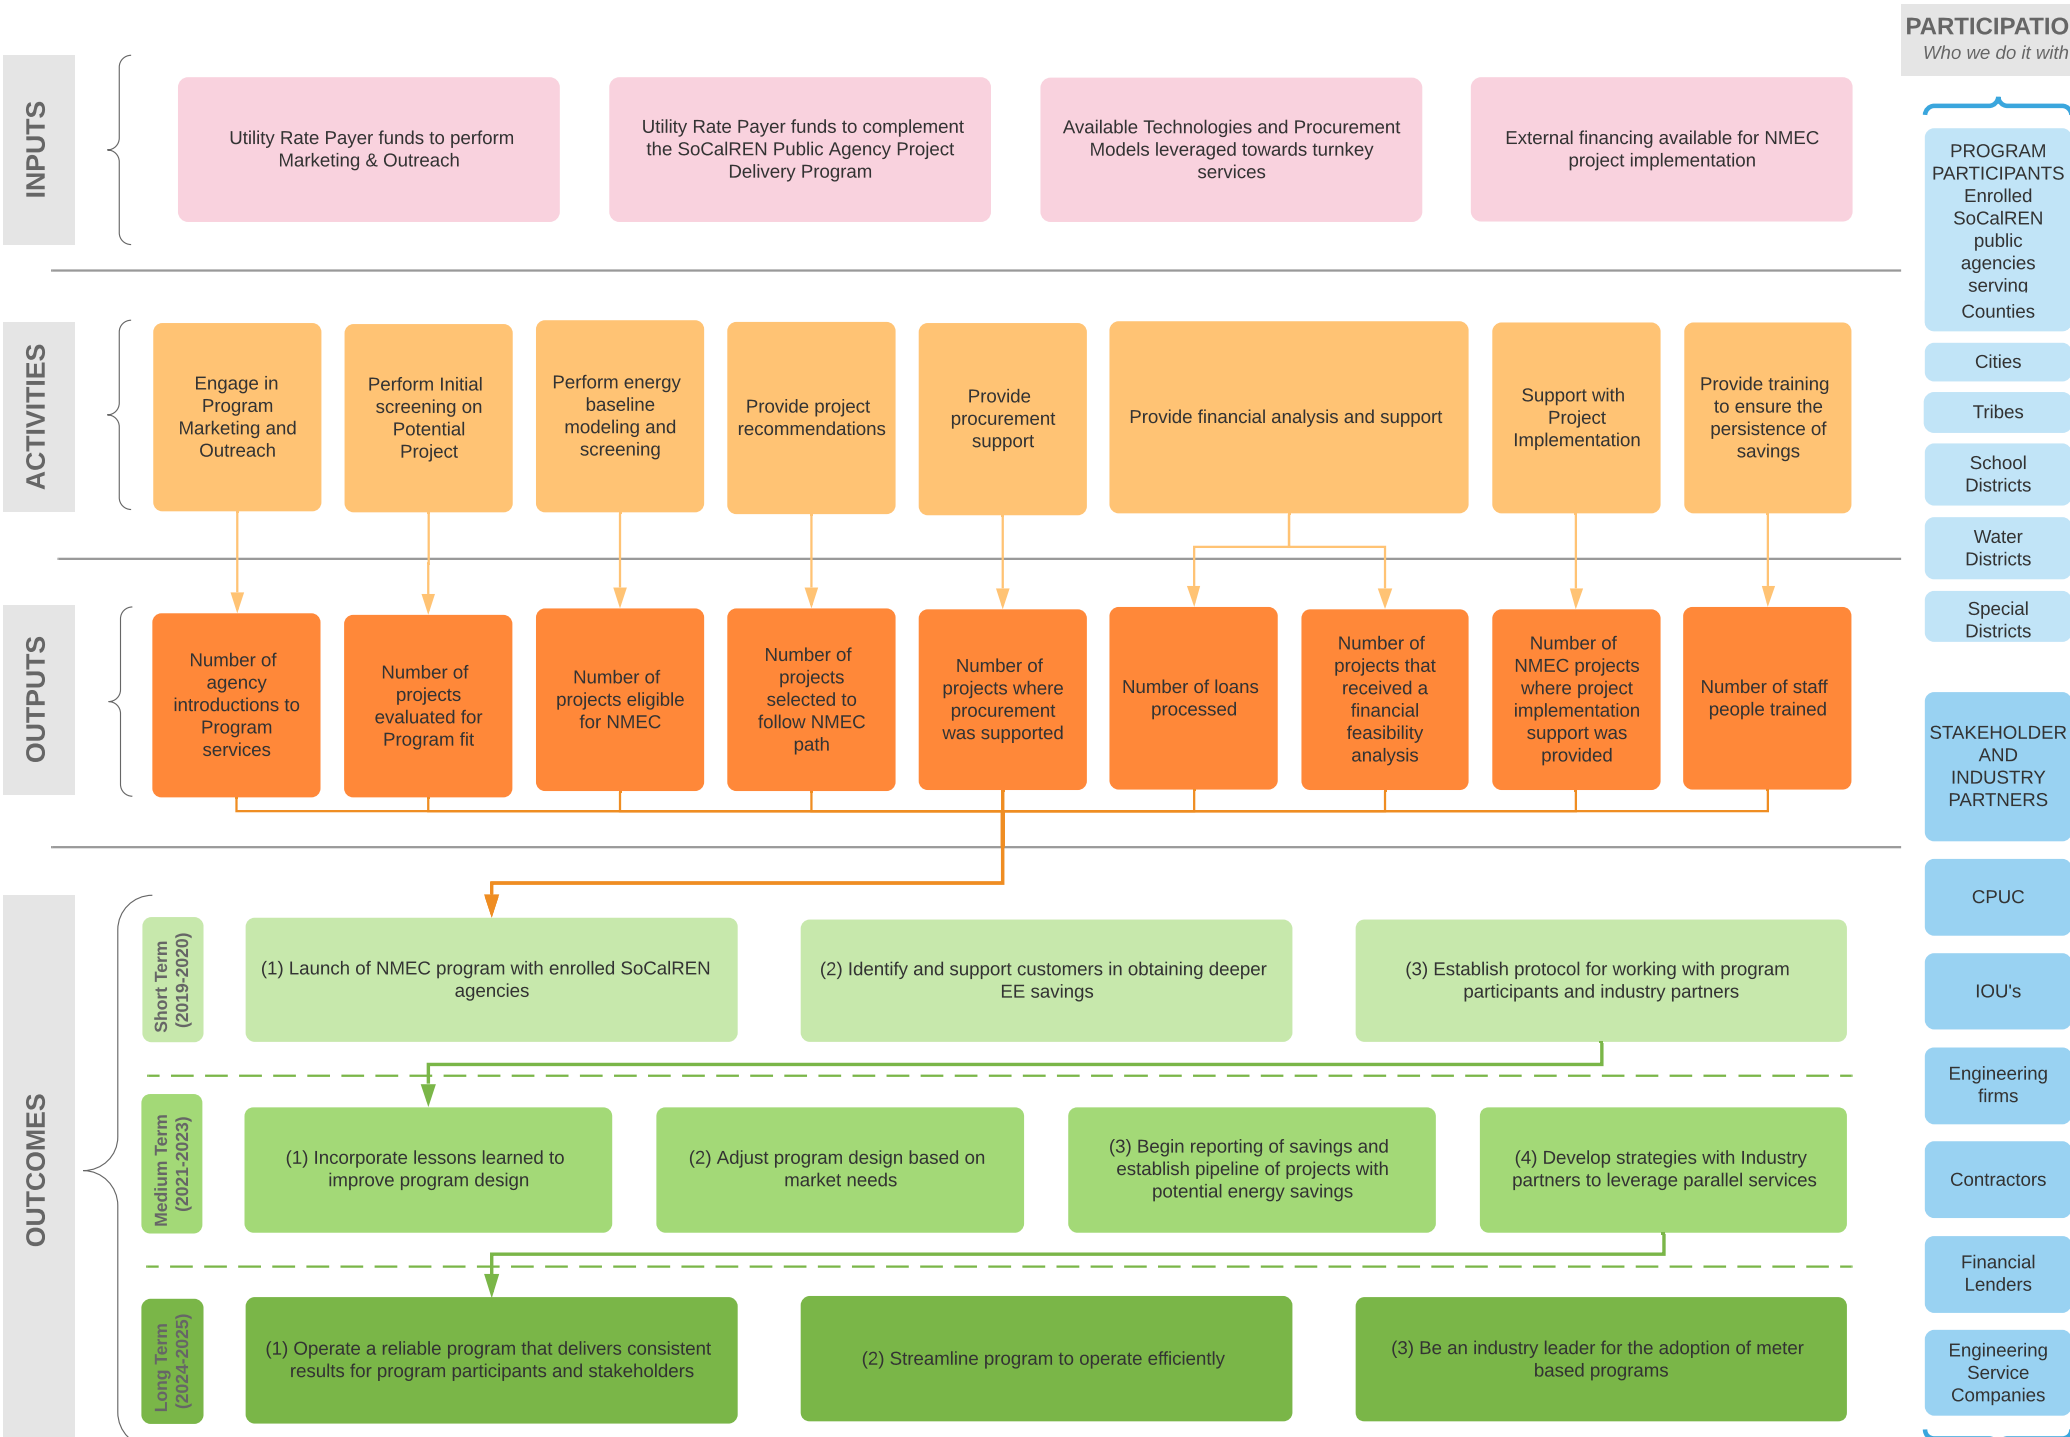 PARTICIPATIO
Who we do it with
INPUTS
Utility Rate Payer funds to perform
Marketing & Outreach
Utility Rate Payer funds to complement
the SoCalREN Public Agency Project
Delivery Program
Available Technologies and Procurement
Models leveraged towards turnkey
services
External financing available for NMEC
project implementation
ACTIVITIES
Engage in
Program
Marketing and
Outreach
Perform Initial
screening on
Potential
Project
Perform energy
baseline
modeling and
screening
Provide project
recommendations
Provide
procurement
support
Provide financial analysis and support
Support with
Project
Implementation
Provide training
to ensure the
persistence of
savings
OUTPUTS
Number of
agency
introductions to
Program
services
Number of
projects
evaluated for
Program fit
Number of
projects eligible
for NMEC
Number of
projects
selected to
follow NMEC
path
Number of
projects where
procurement
was supported
Number of loans
processed
Number of
projects that
received a
financial
feasibility
analysis
Number of
NMEC projects
where project
implementation
support was
provided
Number of staff
people trained
OUTCOMES
Short Term
(2019-2020)
(1) Launch of NMEC program with enrolled SoCalREN
agencies
(2) Identify and support customers in obtaining deeper
EE savings
(3) Establish protocol for working with program
participants and industry partners
Medium Term
(2021-2023)
(1) Incorporate lessons learned to
improve program design
(2) Adjust program design based on
market needs
(3) Begin reporting of savings and
establish pipeline of projects with
potential energy savings
(4) Develop strategies with Industry
partners to leverage parallel services
Long Term
(2024-2025)
(1) Operate a reliable program that delivers consistent
results for program participants and stakeholders
(2) Streamline program to operate efficiently
(3) Be an industry leader for the adoption of meter
based programs
PROGRAM
PARTICIPANTS
Enrolled
SoCalREN
public
agencies
serving
Counties
Cities
Tribes
School
Districts
Water
Districts
Special
Districts
STAKEHOLDER
AND
INDUSTRY
PARTNERS
CPUC
IOU's
Engineering
firms
Contractors
Financial
Lenders
Engineering
Service
Companies